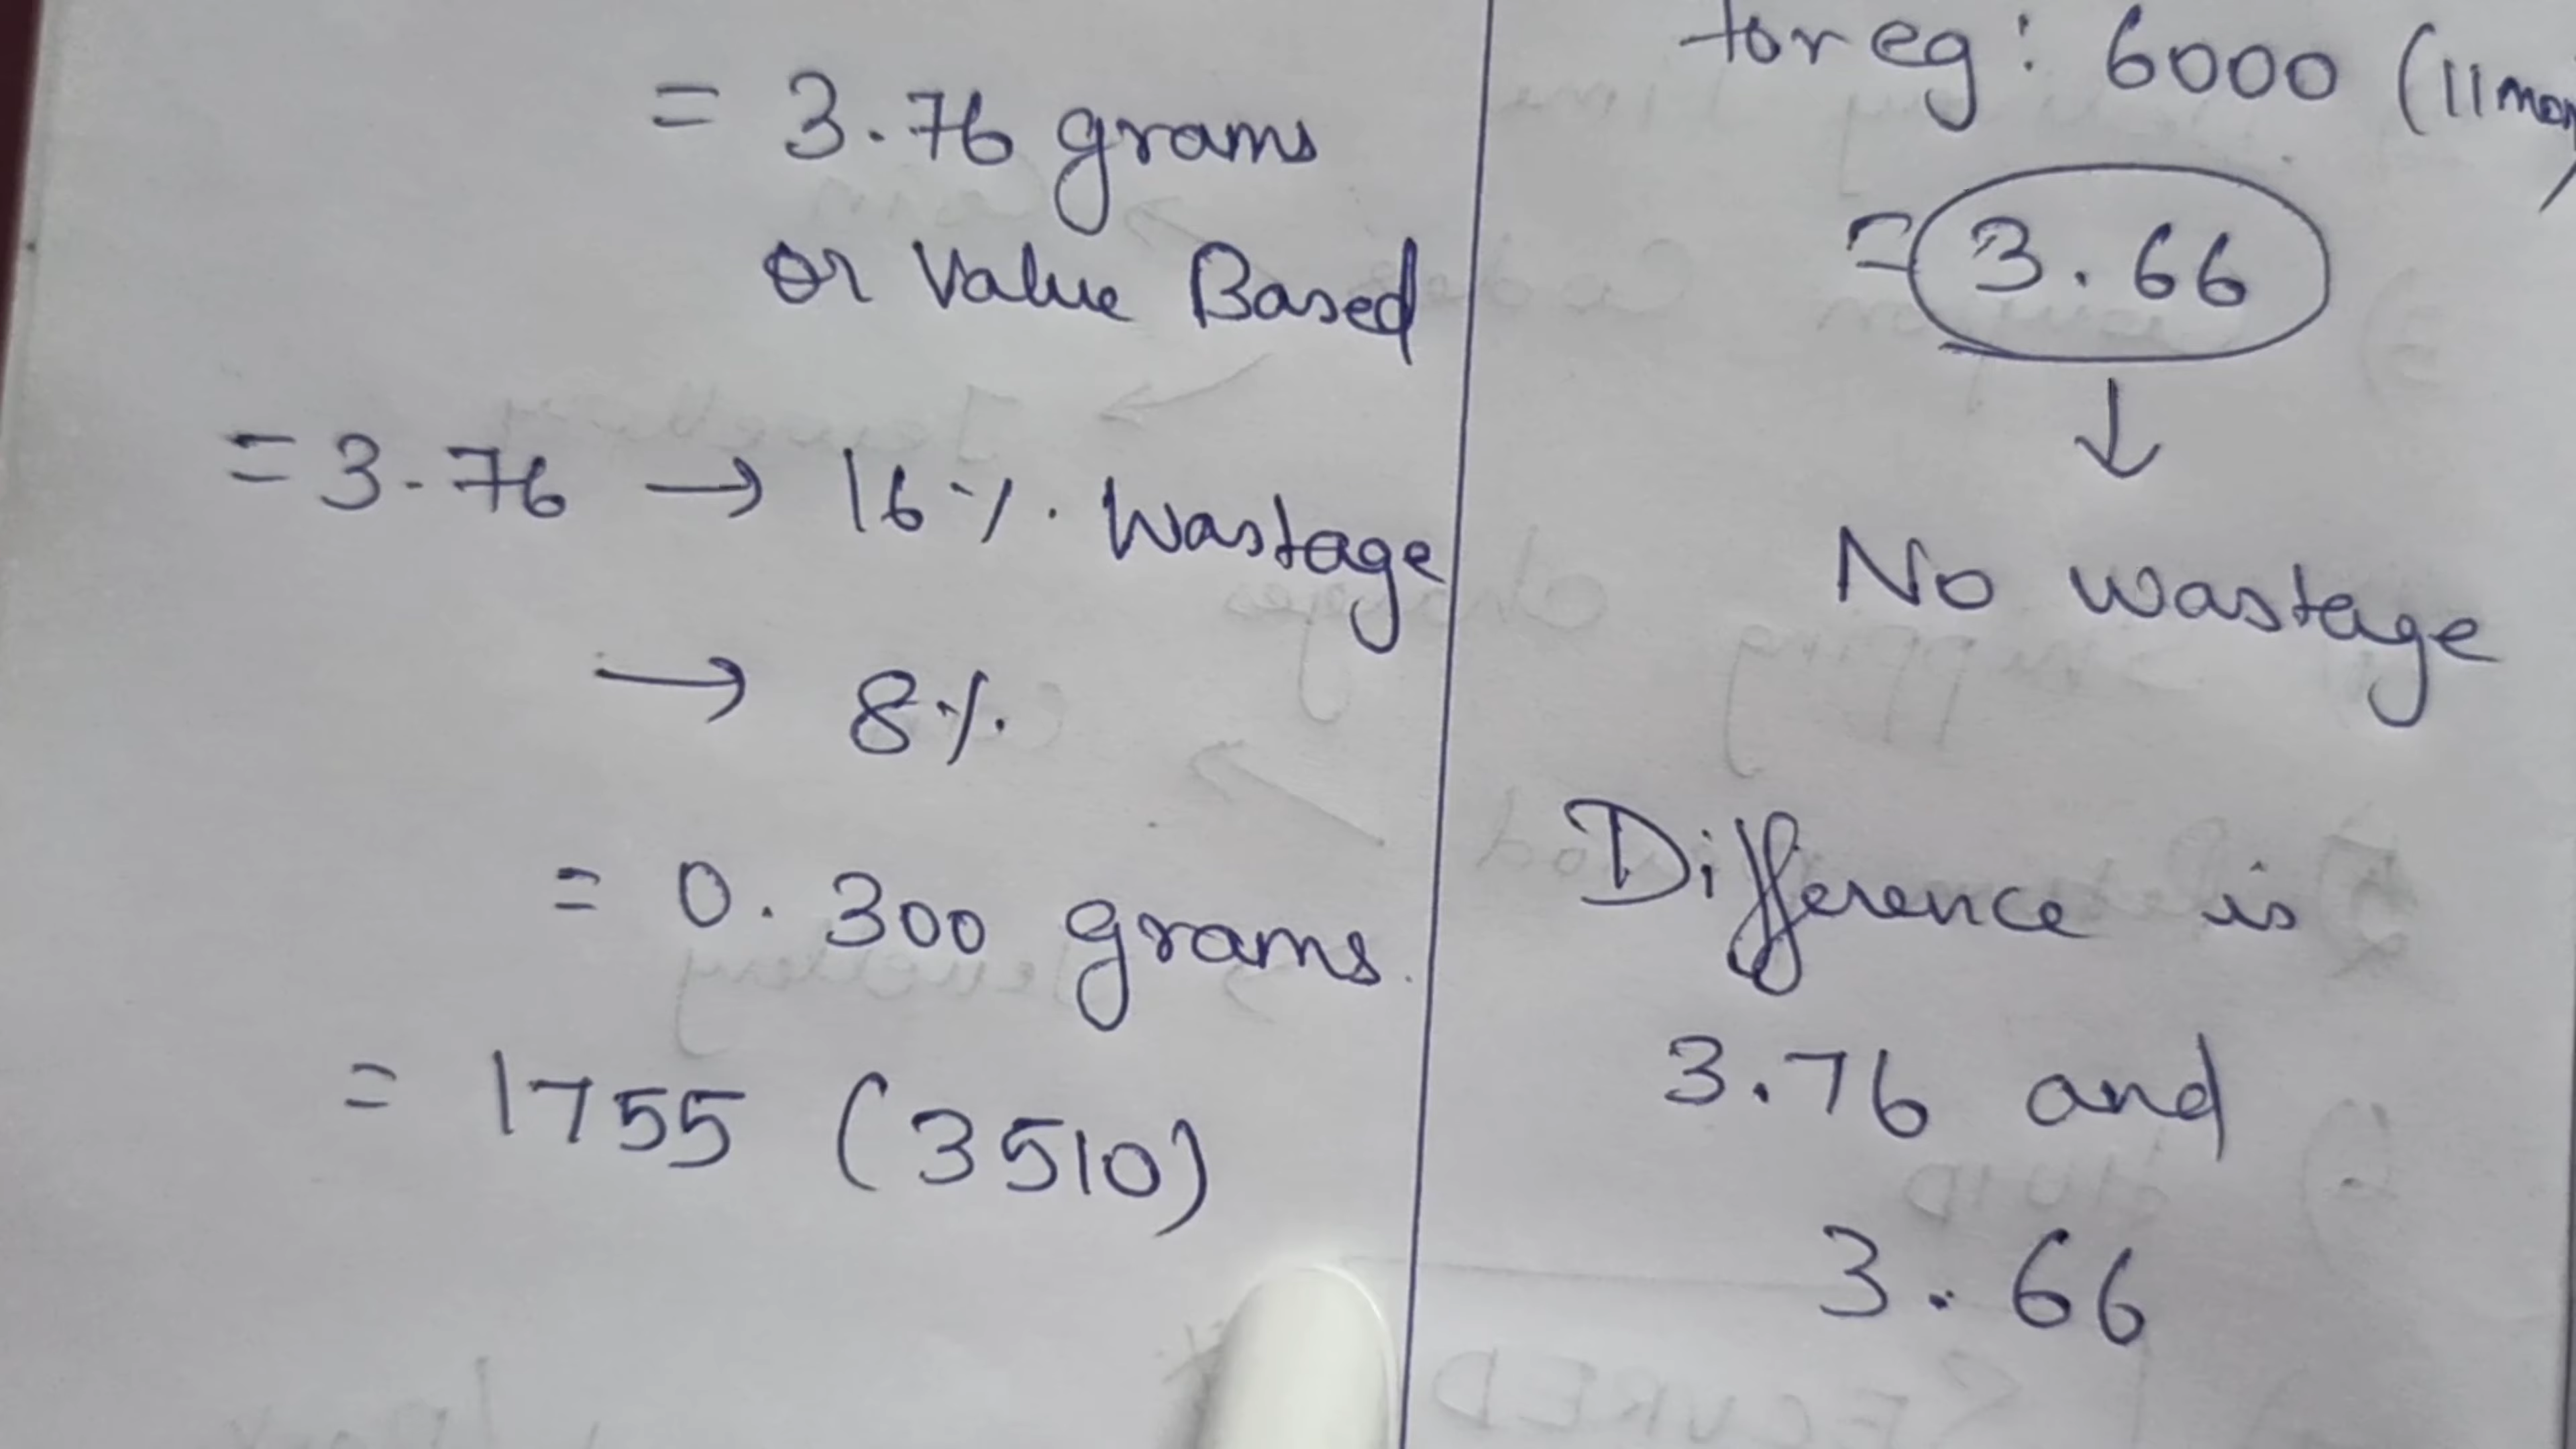 = 3.76 grams
or Value Based
= 3.76 → 16%. Wastage
→ 8%.
= 0.300 grams.
= 1755 (3510)
for eg: 6000 (11mon)
= 3.66
↓
No wastage
Difference is
3.76 and
3.66